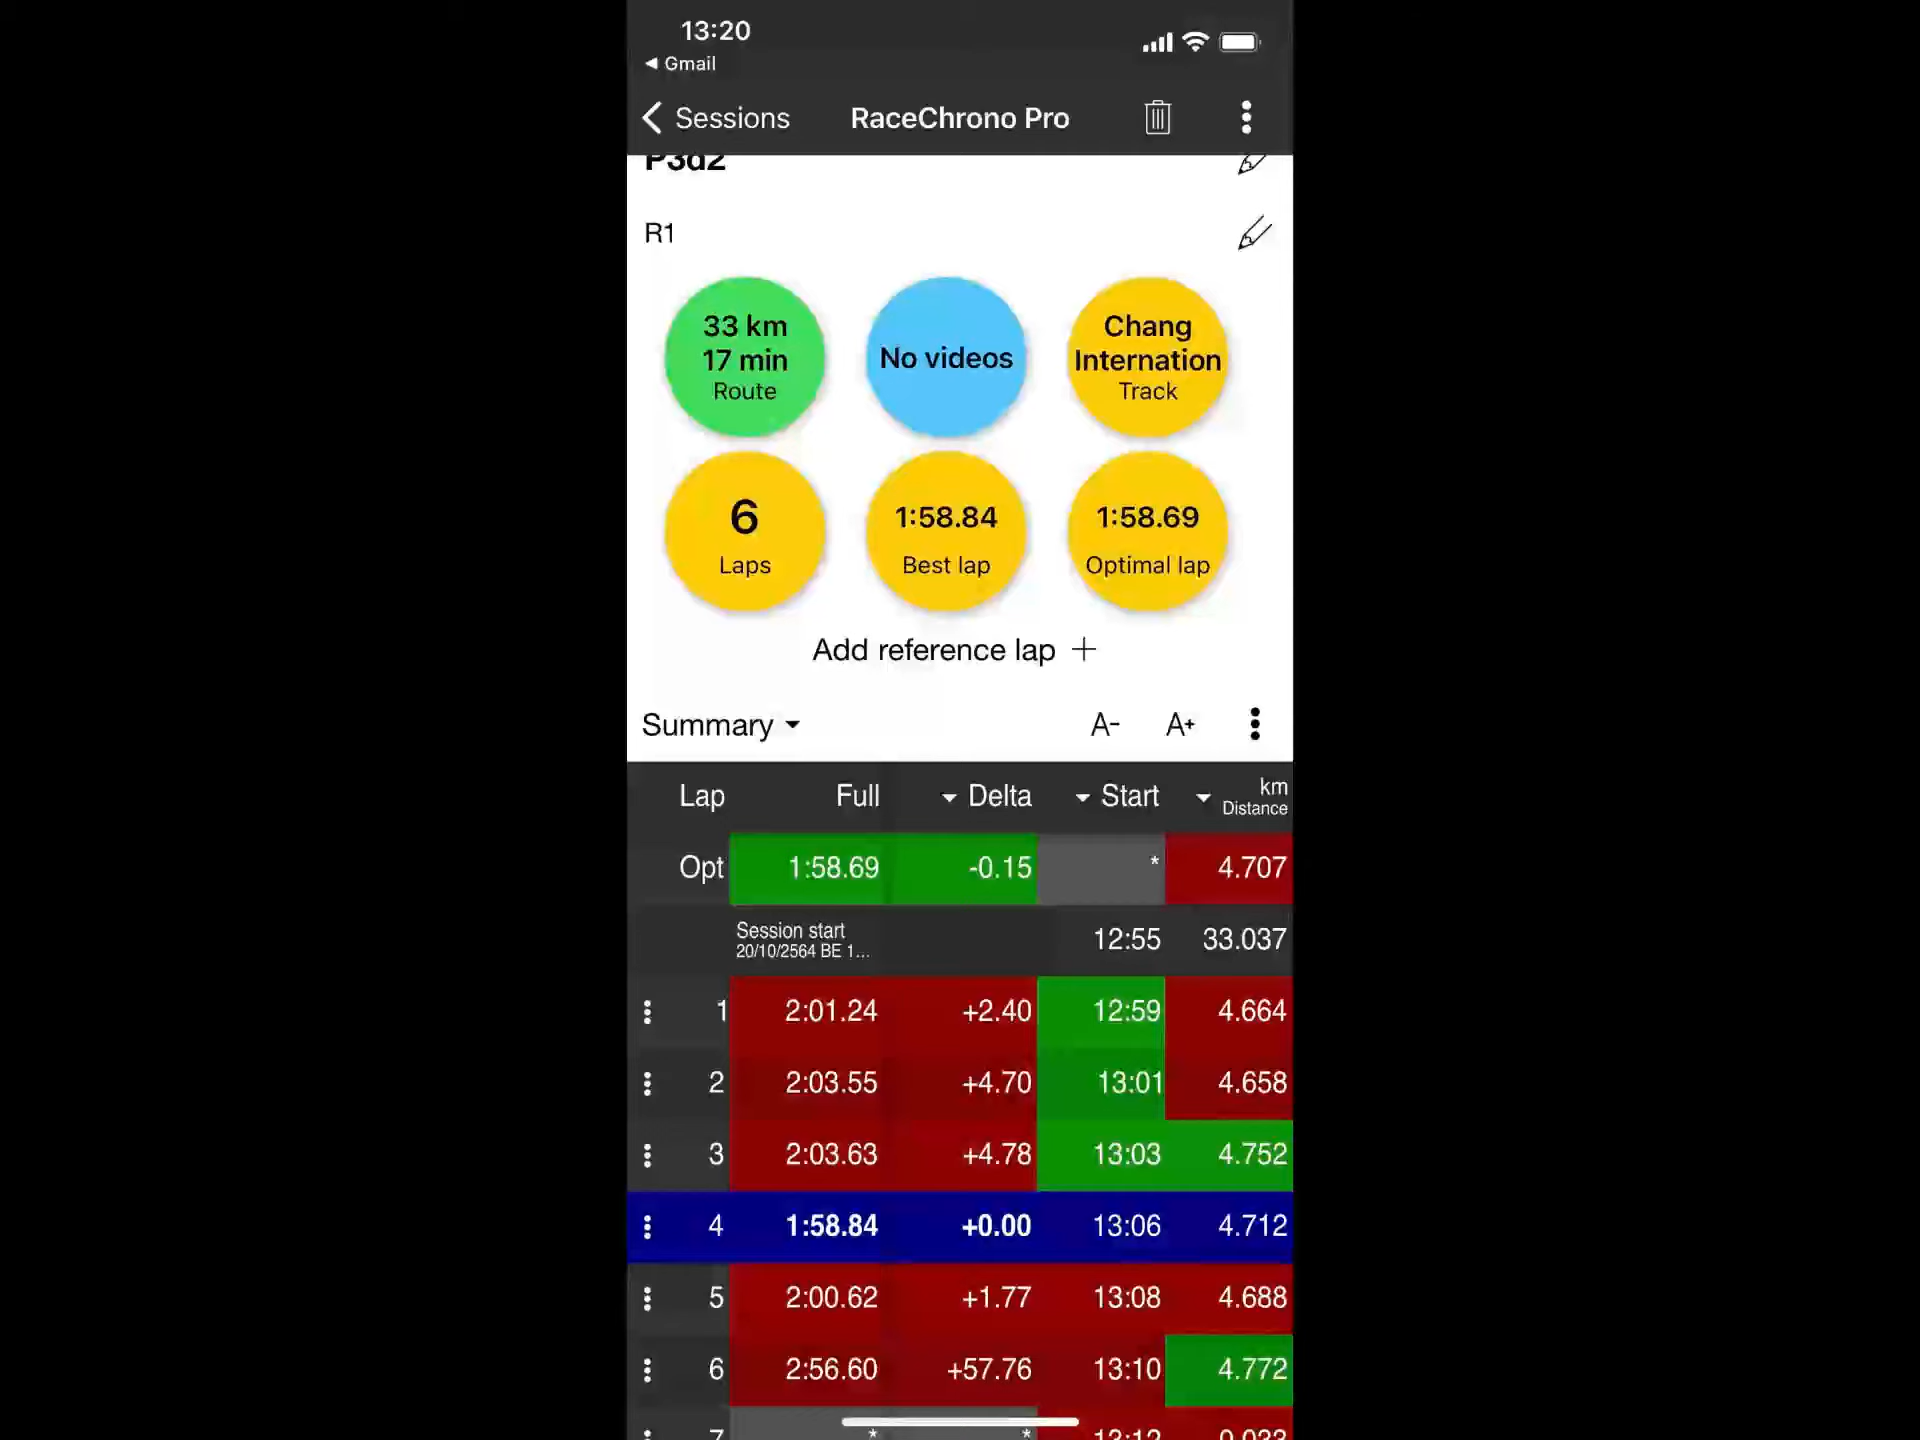 13:20
◀ Gmail
Sessions RaceChrono Pro
P3d2
R1
33 km
17 min
Route
No videos
Chang
Internation
Track
6
Laps
1:58.84
Best lap
1:58.69
Optimal lap
Add reference lap +
Summary A- A+
Lap Full Delta Start km Distance
Opt 1:58.69 -0.15 * 4.707
Session start 12:55 33.037
20/10/2564 BE 1...
1 2:01.24 +2.40 12:59 4.664
2 2:03.55 +4.70 13:01 4.658
3 2:03.63 +4.78 13:03 4.752
4 1:58.84 +0.00 13:06 4.712
5 2:00.62 +1.77 13:08 4.688
6 2:56.60 +57.76 13:10 4.772
7 * * 13:12 0.033